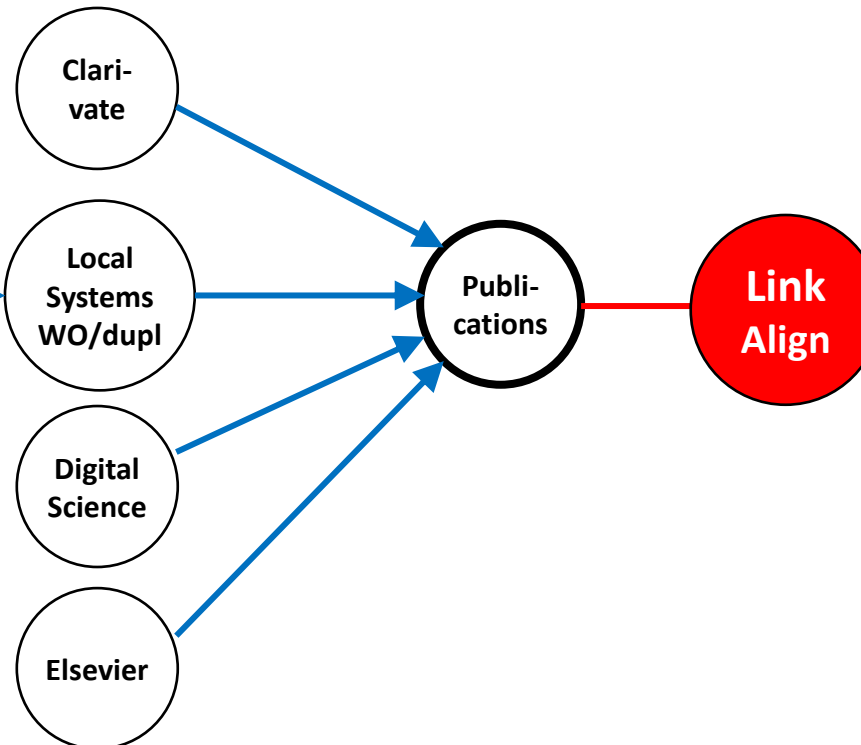 Clari-
vate
Local
Systems
WO/dupl
Digital
Science
Elsevier
Publi-
cations
Link
Align